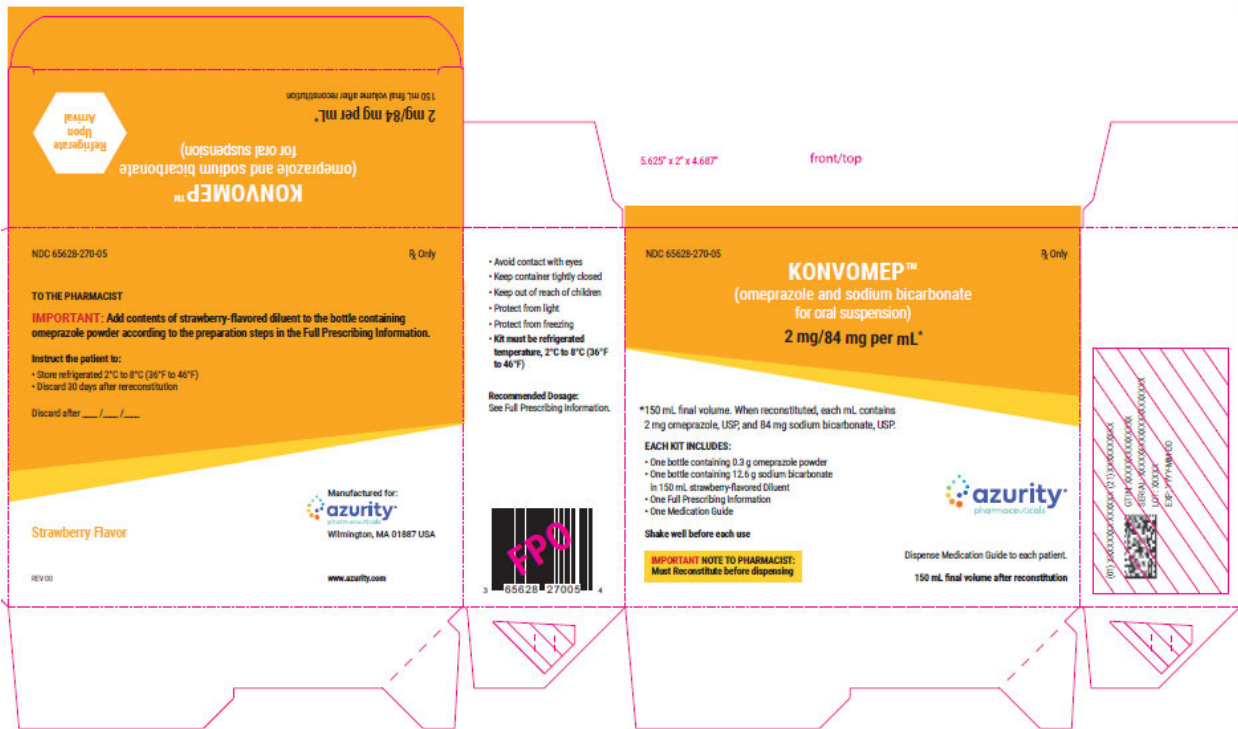 Refrigerate
Upon
Arrival
KONVOMEP™
(omeprazole and sodium bicarbonate
for oral suspension)
2 mg/84 mg per mL*
150 mL final volume after reconstitution
NDC 65628-270-05
℞ Only
TO THE PHARMACIST
IMPORTANT: Add contents of strawberry-flavored diluent to the bottle containing
omeprazole powder according to the preparation steps in the Full Prescribing Information.
Instruct the patient to:
• Store refrigerated 2°C to 8°C (36°F to 46°F)
• Discard 30 days after rereconstitution
Discard after ___ /___ /___
Strawberry Flavor
Manufactured for:
azurity
pharmaceuticals
Wilmington, MA 01887 USA
REV 00
www.azurity.com
• Avoid contact with eyes
• Keep container tightly closed
• Keep out of reach of children
• Protect from light
• Protect from freezing
• Kit must be refrigerated
temperature, 2°C to 8°C (36°F
to 46°F)
Recommended Dosage:
See Full Prescribing Information.
FPO
3 65628 27005 4
5.625" x 2" x 4.687"
front/top
NDC 65628-270-05
℞ Only
KONVOMEP™
(omeprazole and sodium bicarbonate
for oral suspension)
2 mg/84 mg per mL*
*150 mL final volume. When reconstituted, each mL contains
2 mg omeprazole, USP, and 84 mg sodium bicarbonate, USP.
EACH KIT INCLUDES:
• One bottle containing 0.3 g omeprazole powder
• One bottle containing 12.6 g sodium bicarbonate
in 150 mL strawberry-flavored Diluent
• One Full Prescribing Information
• One Medication Guide
Shake well before each use
IMPORTANT NOTE TO PHARMACIST:
Must Reconstitute before dispensing
azurity
pharmaceuticals
Dispense Medication Guide to each patient.
150 mL final volume after reconstitution
LOT: XXXXX
EXP: YYYY-MM-DD